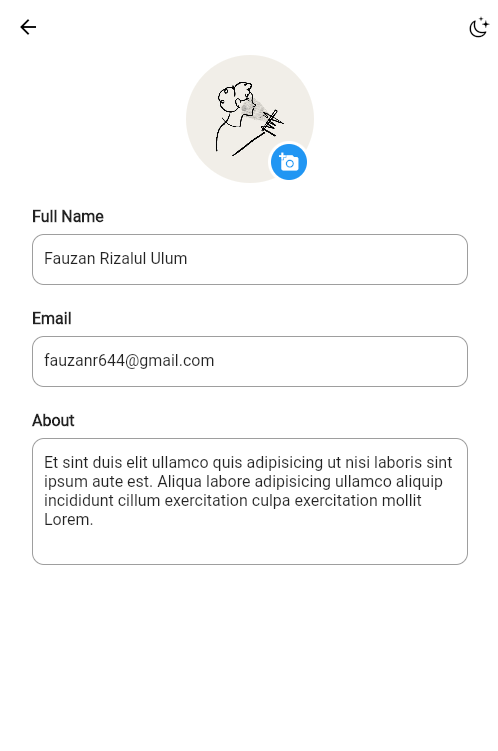 Full Name
Fauzan Rizalul Ulum
Email
fauzanr644@gmail.com
About
Et sint duis elit ullamco quis adipisicing ut nisi laboris sint
ipsum aute est. Aliqua labore adipisicing ullamco aliquip
incididunt cillum exercitation culpa exercitation mollit
Lorem.